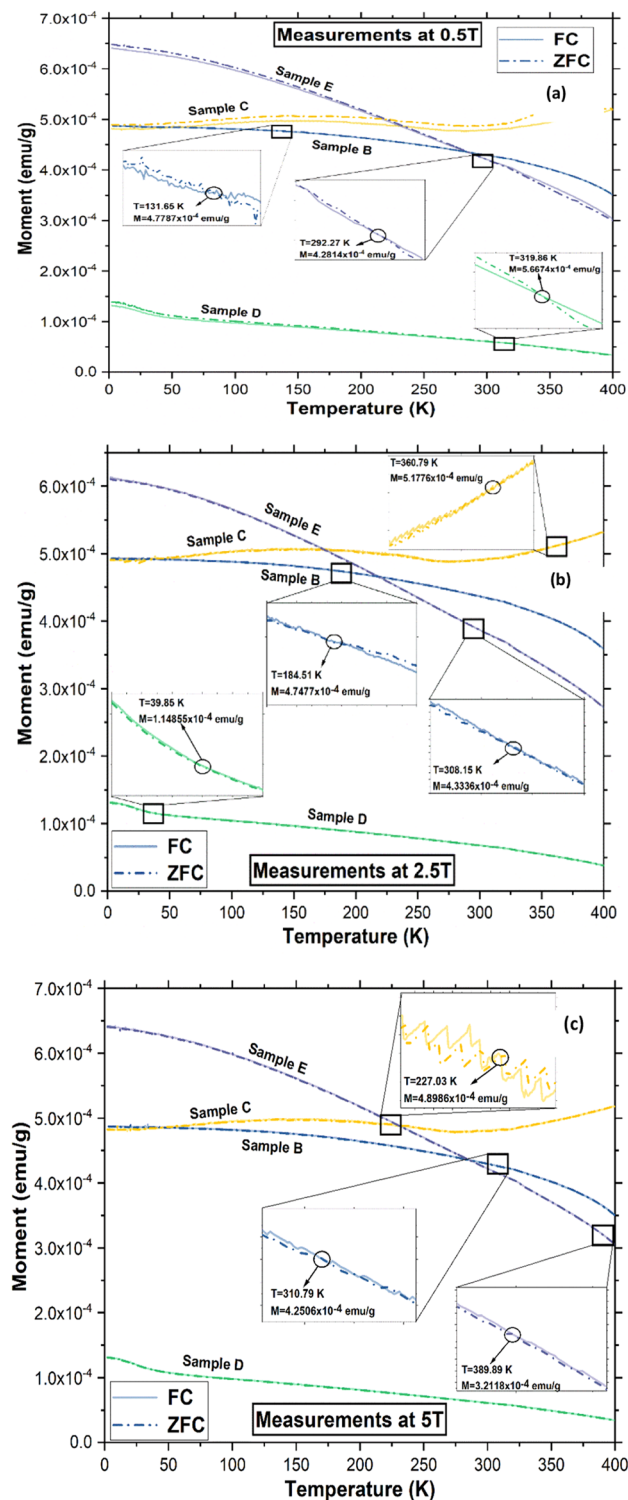 Measurements at 0.5T
FC
ZFC
(a)
7.0x10⁻⁴
6.0x10⁻⁴
5.0x10⁻⁴
4.0x10⁻⁴
3.0x10⁻⁴
2.0x10⁻⁴
1.0x10⁻⁴
0.0
Moment (emu/g)
Sample E
Sample C
Sample B
T=131.65 K
M=4.7787x10⁻⁴ emu/g
T=292.27 K
M=4.2814x10⁻⁴ emu/g
T=319.86 K
M=5.6674x10⁻⁴ emu/g
Sample D
0 50 100 150 200 250 300 350 400
Temperature (K)
6.0x10⁻⁴
5.0x10⁻⁴
4.0x10⁻⁴
3.0x10⁻⁴
2.0x10⁻⁴
1.0x10⁻⁴
0.0
Moment (emu/g)
T=360.79 K
M=5.1776x10⁻⁴ emu/g
Sample E
Sample C
Sample B
(b)
T=184.51 K
M=4.7477x10⁻⁴ emu/g
T=39.85 K
M=1.14855x10⁻⁴ emu/g
T=308.15 K
M=4.3336x10⁻⁴ emu/g
Sample D
FC
ZFC
Measurements at 2.5T
0 50 100 150 200 250 300 350 400
Temperature (K)
7.0x10⁻⁴
6.0x10⁻⁴
5.0x10⁻⁴
4.0x10⁻⁴
3.0x10⁻⁴
2.0x10⁻⁴
1.0x10⁻⁴
0.0
Moment (emu/g)
(c)
Sample E
T=227.03 K
M=4.8986x10⁻⁴ emu/g
Sample C
Sample B
T=310.79 K
M=4.2506x10⁻⁴ emu/g
T=389.89 K
M=3.2118x10⁻⁴ emu/g
Sample D
FC
ZFC
Measurements at 5T
0 50 100 150 200 250 300 350 400
Temperature (K)